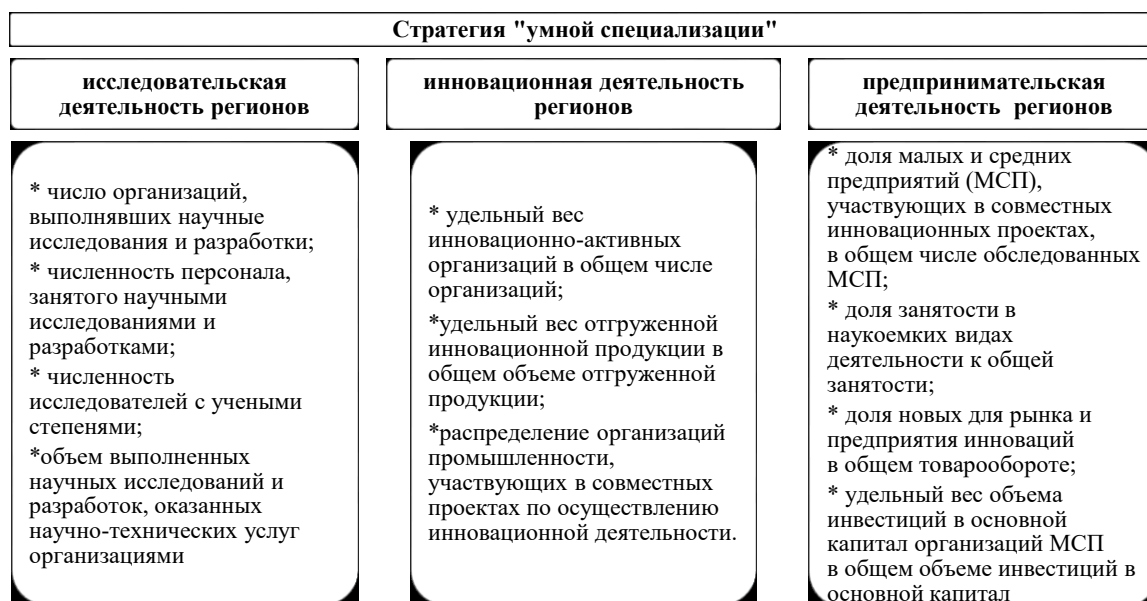 Стратегия "умной специализации"
исследовательская
деятельность регионов
* число организаций,
выполнявших научные
исследования и разработки;
* численность персонала,
занятого научными
исследованиями и
разработками;
* численность
исследователей с учеными
степенями;
*объем выполненных
научных исследований и
разработок, оказанных
научно-технических услуг
организациями
инновационная деятельность
регионов
* удельный вес
инновационно-активных
организаций в общем числе
организаций;
*удельный вес отгруженной
инновационной продукции в
общем объеме отгруженной
продукции;
*распределение организаций
промышленности,
участвующих в совместных
проектах по осуществлению
инновационной деятельности.
предпринимательская
деятельность регионов
* доля малых и средних
предприятий (МСП),
участвующих в совместных
инновационных проектах,
в общем числе обследованных
МСП;
* доля занятости в
наукоемких видах
деятельности к общей
занятости;
* доля новых для рынка и
предприятия инноваций
в общем товарообороте;
* удельный вес объема
инвестиций в основной
капитал организаций МСП
в общем объеме инвестиций в
основной капитал